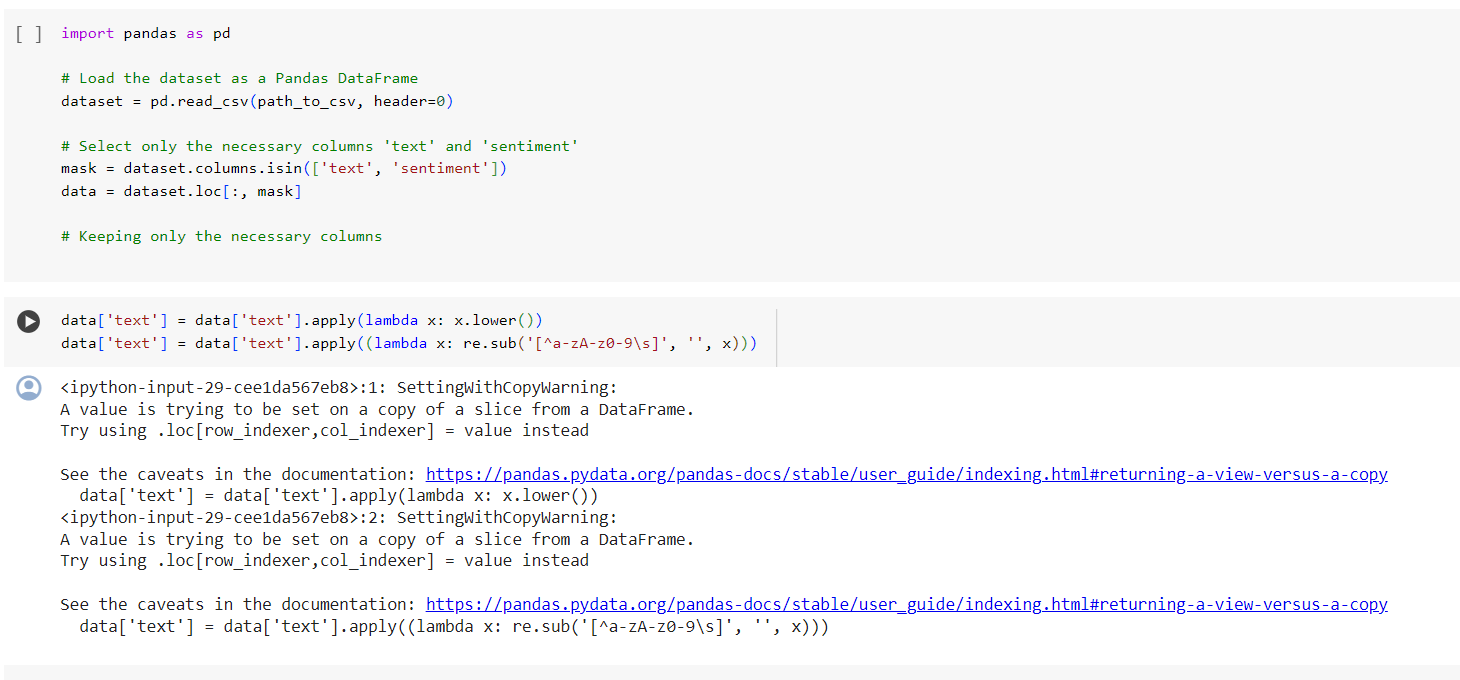 [ ] import pandas as pd
# Load the dataset as a Pandas DataFrame
dataset = pd.read_csv(path_to_csv, header=0)
# Select only the necessary columns 'text' and 'sentiment'
mask = dataset.columns.isin(['text', 'sentiment'])
data = dataset.loc[:, mask]
# Keeping only the necessary columns
data['text'] = data['text'].apply(lambda x: x.lower())
data['text'] = data['text'].apply((lambda x: re.sub('[^a-zA-z0-9\s]', '', x)))
<ipython-input-29-cee1da567eb8>:1: SettingWithCopyWarning:
A value is trying to be set on a copy of a slice from a DataFrame.
Try using .loc[row_indexer,col_indexer] = value instead
See the caveats in the documentation: https://pandas.pydata.org/pandas-docs/stable/user_guide/indexing.html#returning-a-view-versus-a-copy
data['text'] = data['text'].apply(lambda x: x.lower())
<ipython-input-29-cee1da567eb8>:2: SettingWithCopyWarning:
A value is trying to be set on a copy of a slice from a DataFrame.
Try using .loc[row_indexer,col_indexer] = value instead
See the caveats in the documentation: https://pandas.pydata.org/pandas-docs/stable/user_guide/indexing.html#returning-a-view-versus-a-copy
data['text'] = data['text'].apply((lambda x: re.sub('[^a-zA-z0-9\s]', '', x)))